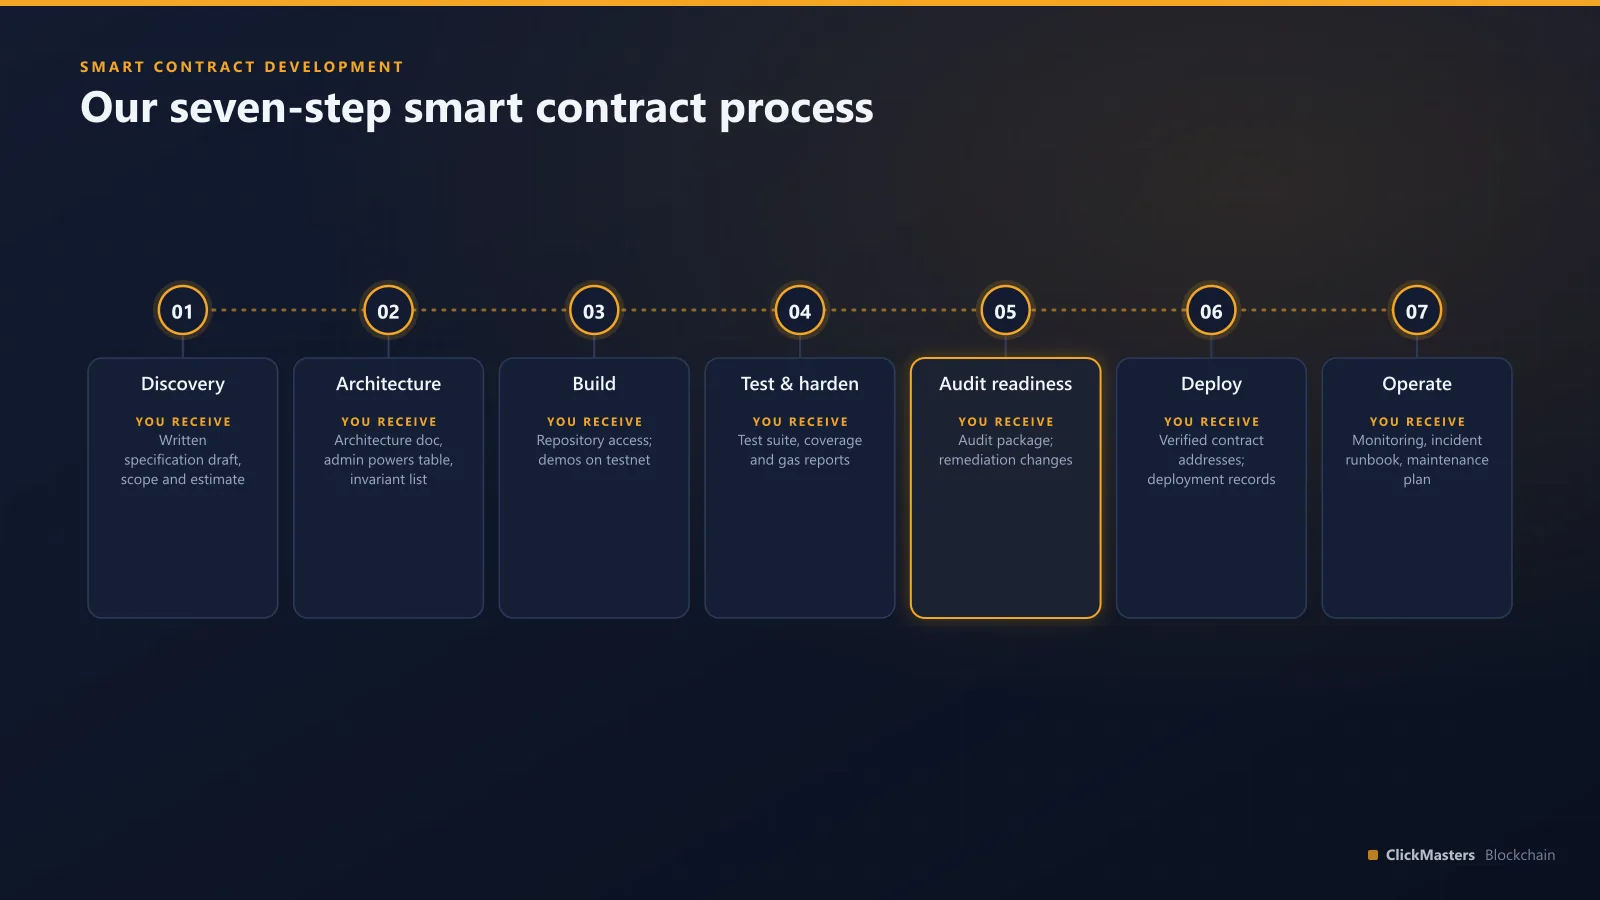 SMART CONTRACT DEVELOPMENT
Our seven-step smart contract process
01
Discovery
YOU RECEIVE
Written
specification draft,
scope and estimate
02
Architecture
YOU RECEIVE
Architecture doc,
admin powers table,
invariant list
03
Build
YOU RECEIVE
Repository access;
demos on testnet
04
Test & harden
YOU RECEIVE
Test suite, coverage
and gas reports
05
Audit readiness
YOU RECEIVE
Audit package;
remediation changes
06
Deploy
YOU RECEIVE
Verified contract
addresses;
deployment records
07
Operate
YOU RECEIVE
Monitoring, incident
runbook, maintenance
plan
ClickMasters Blockchain